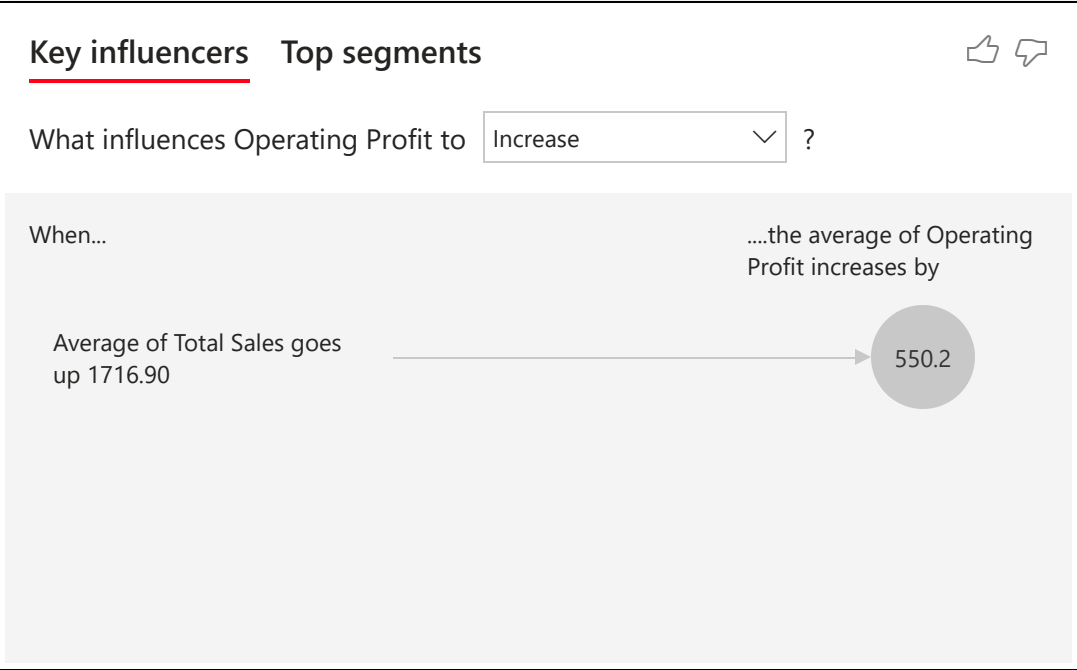 Key influencers Top segments
What influences Operating Profit to Increase ?
When...
....the average of Operating
Profit increases by
Average of Total Sales goes
up 1716.90
550.2